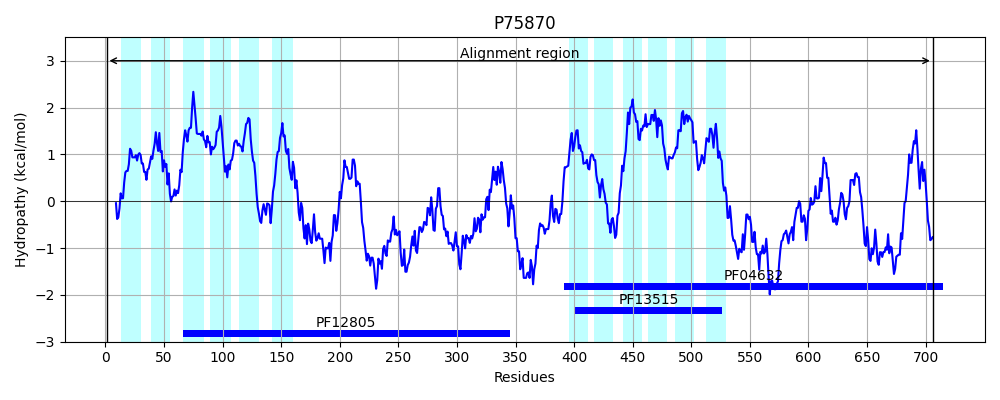 P75870
Hydropathy (kcal/mol)
3
2
1
0
−1
−2
−3
Alignment region
PF04632
PF13515
PF12805
0 50 100 150 200 250 300 350 400 450 500 550 600 650 700
Residues